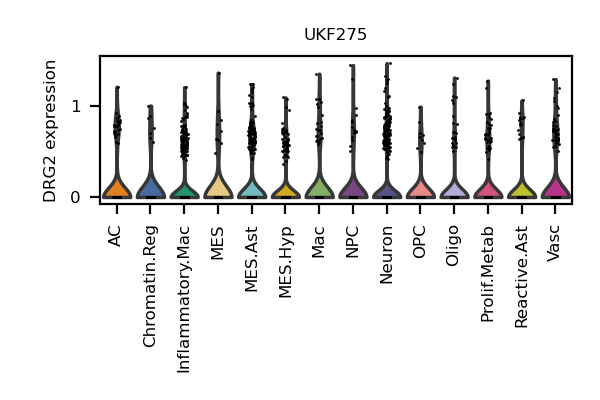 UKF275
DRG2 expression
1
0
AC
Chromatin.Reg
Inflammatory.Mac
MES
MES.Ast
MES.Hyp
Mac
NPC
Neuron
OPC
Oligo
Prolif.Metab
Reactive.Ast
Vasc